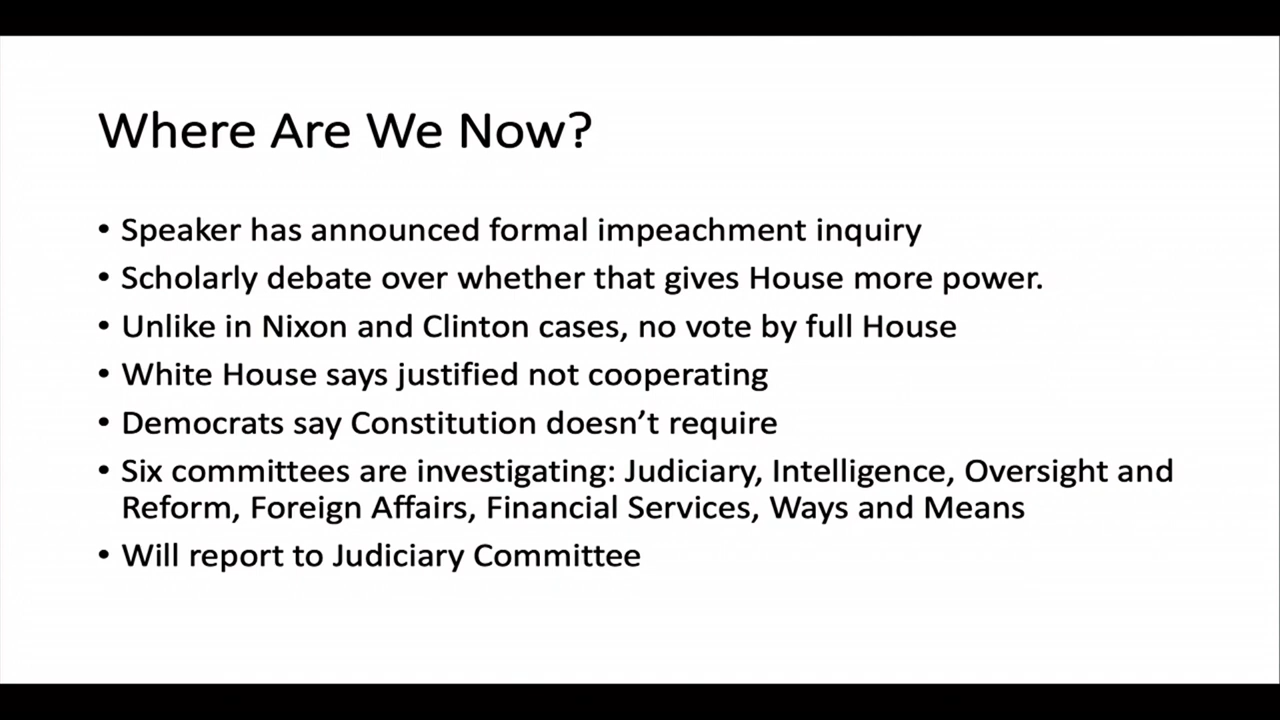 Where Are We Now?
• Speaker has announced formal impeachment inquiry
• Scholarly debate over whether that gives House more power.
• Unlike in Nixon and Clinton cases, no vote by full House
• White House says justified not cooperating
• Democrats say Constitution doesn’t require
• Six committees are investigating: Judiciary, Intelligence, Oversight and
Reform, Foreign Affairs, Financial Services, Ways and Means
• Will report to Judiciary Committee